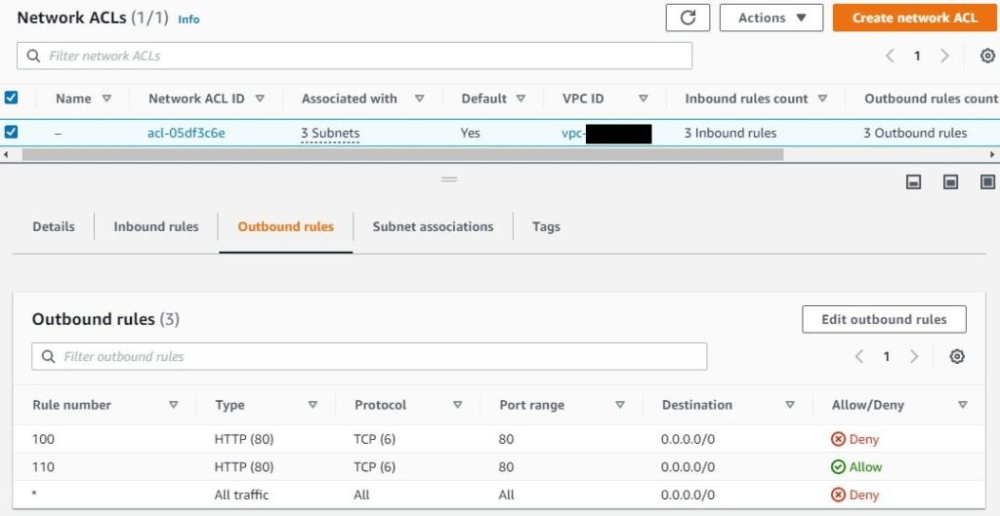 Network ACLs (1/1) Info Actions Create network ACL
Filter network ACLs 1
Name Network ACL ID Associated with Default VPC ID Inbound rules count Outbound rules count
– acl-05df3c6e 3 Subnets Yes vpc- 3 Inbound rules 3 Outbound rules
Details Inbound rules Outbound rules Subnet associations Tags
Outbound rules (3) Edit outbound rules
Filter outbound rules 1
Rule number Type Protocol Port range Destination Allow/Deny
100 HTTP (80) TCP (6) 80 0.0.0.0/0 Deny
110 HTTP (80) TCP (6) 80 0.0.0.0/0 Allow
* All traffic All All 0.0.0.0/0 Deny